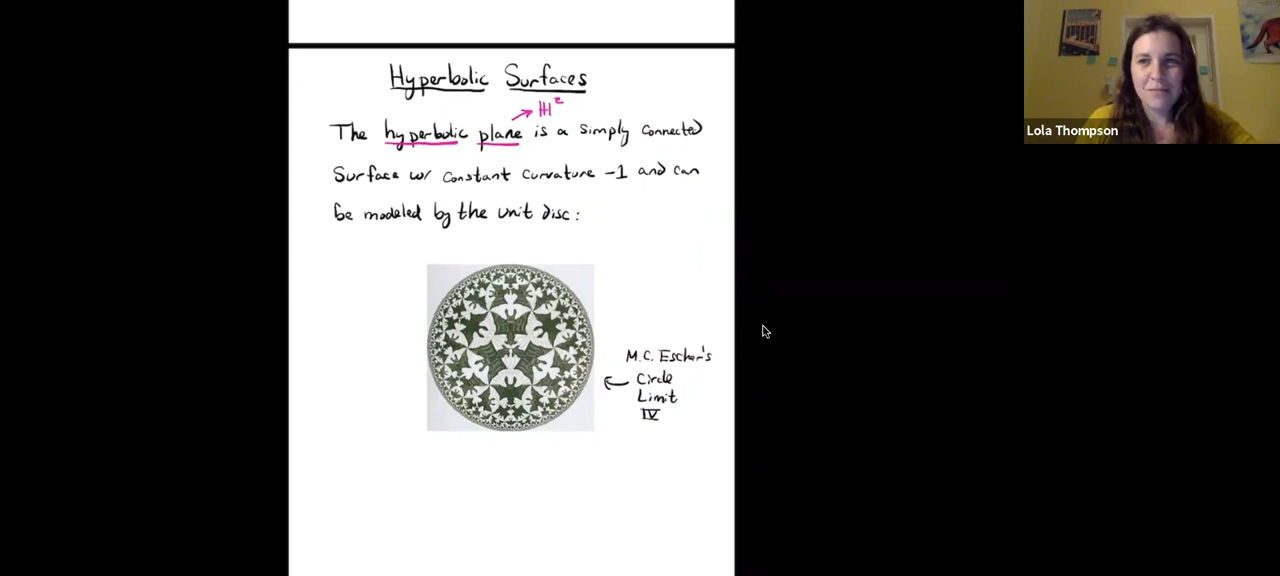 Hyperbolic Surfaces
ℍ²
The hyperbolic plane is a simply connected
Surface w/ constant curvature -1 and can
be modeled by the unit disc:
M.C. Escher's
Circle
Limit
IV
Lola Thompson